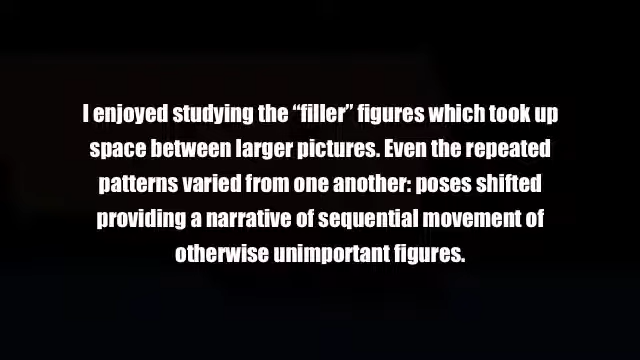 I enjoyed studying the “filler” figures which took up
space between larger pictures. Even the repeated
patterns varied from one another: poses shifted
providing a narrative of sequential movement of
otherwise unimportant figures.